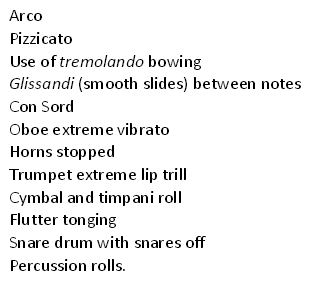 Arco
Pizzicato
Use of tremolando bowing
Glissandi (smooth slides) between notes
Con Sord
Oboe extreme vibrato
Horns stopped
Trumpet extreme lip trill
Cymbal and timpani roll
Flutter tonging
Snare drum with snares off
Percussion rolls.